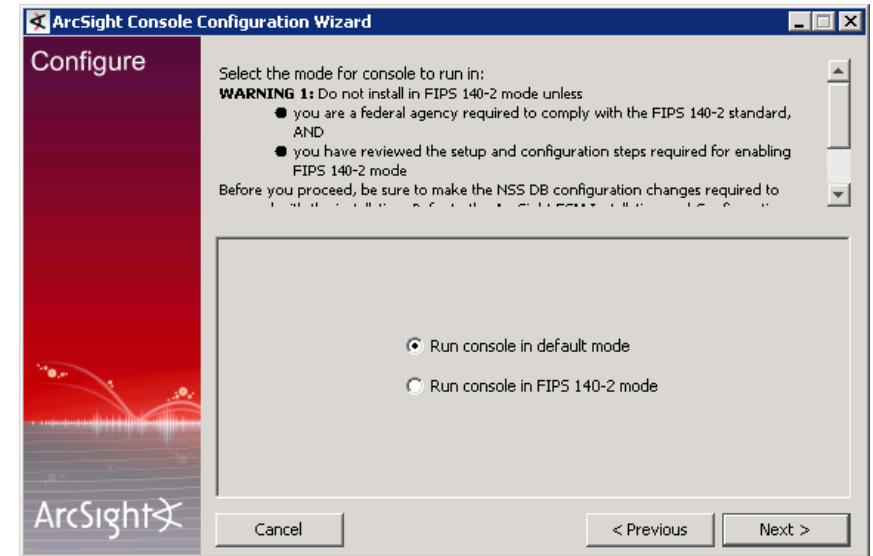 ArcSight Console Configuration Wizard
Configure
Select the mode for console to run in:
WARNING 1: Do not install in FIPS 140-2 mode unless
● you are a federal agency required to comply with the FIPS 140-2 standard,
AND
● you have reviewed the setup and configuration steps required for enabling
FIPS 140-2 mode
Before you proceed, be sure to make the NSS DB configuration changes required to
Run console in default mode
Run console in FIPS 140-2 mode
ArcSight
Cancel
< Previous
Next >